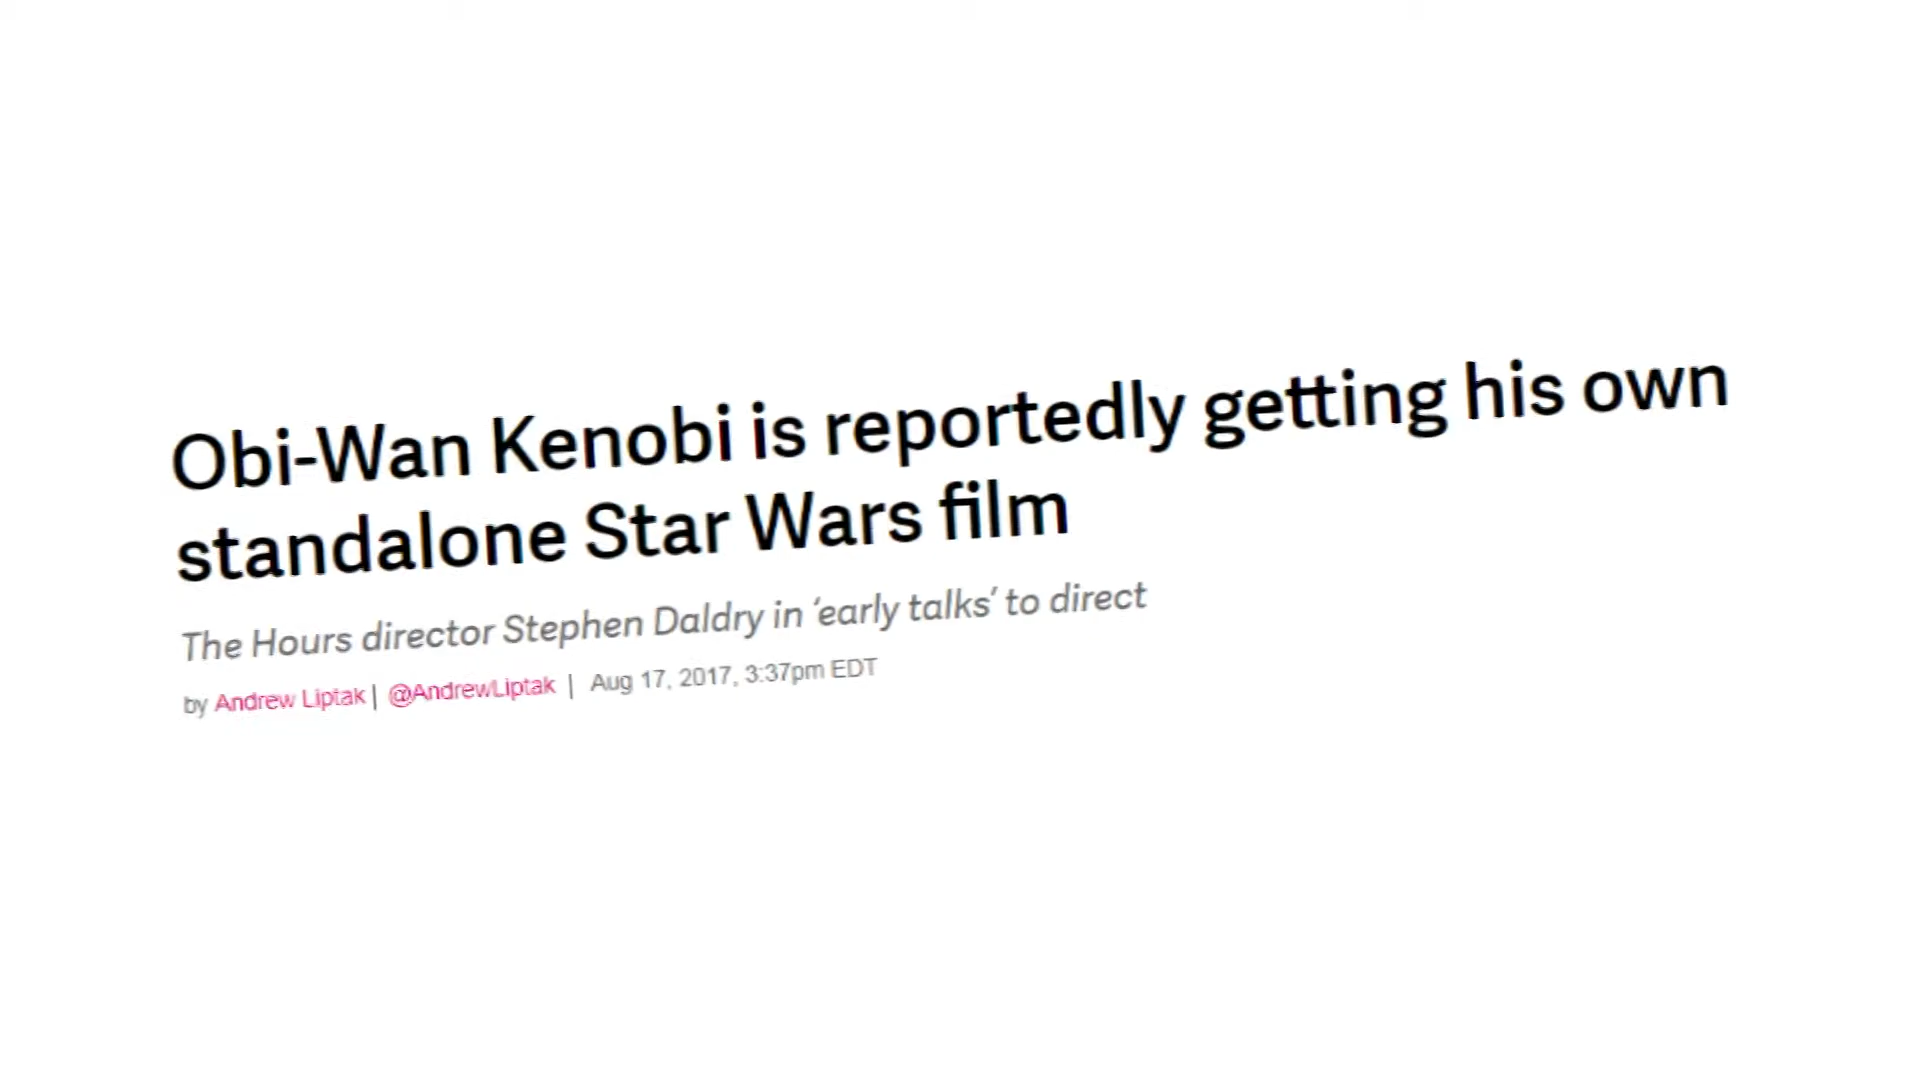 Obi-Wan Kenobi is reportedly getting his own
standalone Star Wars film
The Hours director Stephen Daldry in ‘early talks’ to direct
by Andrew Liptak | @AndrewLiptak | Aug 17, 2017, 3:37pm EDT